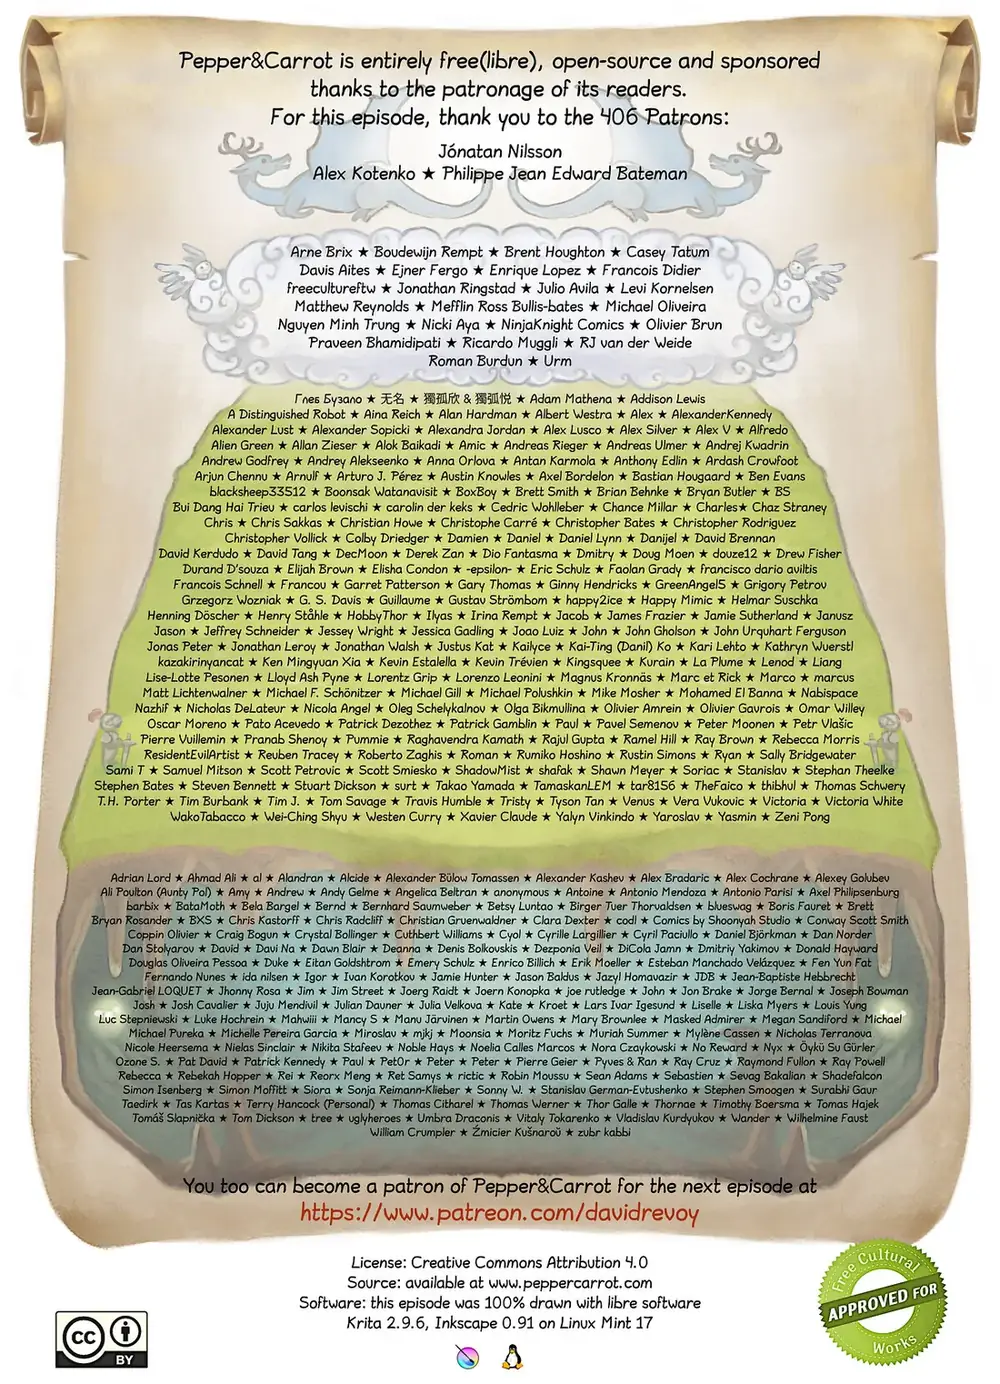 Pepper&Carrot is entirely free(libre), open-source and sponsored
thanks to the patronage of its readers.
For this episode, thank you to the 406 Patrons:
Jónatan Nilsson
Alex Kotenko ★ Philippe Jean Edward Bateman
Arne Brix ★ Boudewijn Rempt ★ Brent Houghton ★ Casey Tatum
Davis Aites ★ Ejner Fergo ★ Enrique Lopez ★ Francois Didier
freecultureftw ★ Jonathan Ringstad ★ Julio Avila ★ Levi Kornelsen
Matthew Reynolds ★ Mefflin Ross Bullis-bates ★ Michael Oliveira
Nguyen Minh Trung ★ Nicki Aya ★ NinjaKnight Comics ★ Olivier Brun
Praveen Bhamidipati ★ Ricardo Muggli ★ RJ van der Weide
Roman Burdun ★ Urm
Глеб Бузало ★ 无名 ★ 獨孤欣 & 獨弧悦 ★ Adam Mathena ★ Addison Lewis
A Distinguished Robot ★ Aina Reich ★ Alan Hardman ★ Albert Westra ★ Alex ★ AlexanderKennedy
Alexander Lust ★ Alexander Sopicki ★ Alexandra Jordan ★ Alex Lusco ★ Alex Silver ★ Alex V ★ Alfredo
Alien Green ★ Allan Zieser ★ Alok Baikadi ★ Amic ★ Andreas Rieger ★ Andreas Ulmer ★ Andrej Kwadrin
Andrew Godfrey ★ Andrey Alekseenko ★ Anna Orlova ★ Antan Karmola ★ Anthony Edlin ★ Ardash Crowfoot
Arjun Chennu ★ Arnulf ★ Arturo J. Pérez ★ Austin Knowles ★ Axel Bordelon ★ Bastian Hougaard ★ Ben Evans
blacksheep33512 ★ Boonsak Watanavisit ★ BoxBoy ★ Brett Smith ★ Brian Behnke ★ Bryan Butler ★ BS
Bui Dang Hai Trieu ★ carlos levischi ★ carolin der keks ★ Cedric Wohlleber ★ Chance Millar ★ Charles★ Chaz Straney
Chris ★ Chris Sakkas ★ Christian Howe ★ Christophe Carré ★ Christopher Bates ★ Christopher Rodriguez
Christopher Vollick ★ Colby Driedger ★ Damien ★ Daniel ★ Daniel Lynn ★ Danijel ★ David Brennan
David Kerdudo ★ David Tang ★ DecMoon ★ Derek Zan ★ Dio Fantasma ★ Dmitry ★ Doug Moen ★ douze12 ★ Drew Fisher
Durand D'souza ★ Elijah Brown ★ Elisha Condon ★ -epsilon- ★ Eric Schulz ★ Faolan Grady ★ francisco dario aviltis
Francois Schnell ★ Francou ★ Garret Patterson ★ Gary Thomas ★ Ginny Hendricks ★ GreenAngel5 ★ Grigory Petrov
Grzegorz Wozniak ★ G. S. Davis ★ Guillaume ★ Gustav Strömbom ★ happy2ice ★ Happy Mimic ★ Helmar Suschka
Henning Döscher ★ Henry Ståhle ★ HobbyThor ★ Ilyas ★ Irina Rempt ★ Jacob ★ James Frazier ★ Jamie Sutherland ★ Janusz
Jason ★ Jeffrey Schneider ★ Jessey Wright ★ Jessica Gadling ★ Joao Luiz ★ John ★ John Gholson ★ John Urquhart Ferguson
Jonas Peter ★ Jonathan Leroy ★ Jonathan Walsh ★ Justus Kat ★ Kailyce ★ Kai-Ting (Danil) Ko ★ Kari Lehto ★ Kathryn Wuerstl
kazakirinyancat ★ Ken Mingyuan Xia ★ Kevin Estalella ★ Kevin Trévien ★ Kingsquee ★ Kurain ★ La Plume ★ Lenod ★ Liang
Lise-Lotte Pesonen ★ Lloyd Ash Pyne ★ Lorentz Grip ★ Lorenzo Leonini ★ Magnus Kronnäs ★ Marc et Rick ★ Marco ★ marcus
Matt Lichtenwalner ★ Michael F. Schönitzer ★ Michael Gill ★ Michael Polushkin ★ Mike Mosher ★ Mohamed El Banna ★ Nabispace
Nazhif ★ Nicholas DeLateur ★ Nicola Angel ★ Oleg Schelykalnov ★ Olga Bikmullina ★ Olivier Amrein ★ Olivier Gavrois ★ Omar Willey
Oscar Moreno ★ Pato Acevedo ★ Patrick Dezothez ★ Patrick Gamblin ★ Paul ★ Pavel Semenov ★ Peter Moonen ★ Petr Vlašic
Pierre Vuillemin ★ Pranab Shenoy ★ Pummie ★ Raghavendra Kamath ★ Rajul Gupta ★ Ramel Hill ★ Ray Brown ★ Rebecca Morris
ResidentEvilArtist ★ Reuben Tracey ★ Roberto Zaghis ★ Roman ★ Rumiko Hoshino ★ Rustin Simons ★ Ryan ★ Sally Bridgewater
Sami T ★ Samuel Mitson ★ Scott Petrovic ★ Scott Smiesko ★ ShadowMist ★ shafak ★ Shawn Meyer ★ Soriac ★ Stanislav ★ Stephan Theelke
Stephen Bates ★ Steven Bennett ★ Stuart Dickson ★ surt ★ Takao Yamada ★ TamaskanLEM ★ tar8156 ★ TheFaico ★ thibhul ★ Thomas Schwery
T.H. Porter ★ Tim Burbank ★ Tim J. ★ Tom Savage ★ Travis Humble ★ Tristy ★ Tyson Tan ★ Venus ★ Vera Vukovic ★ Victoria ★ Victoria White
WakoTabacco ★ Wei-Ching Shyu ★ Westen Curry ★ Xavier Claude ★ Yalyn Vinkindo ★ Yaroslav ★ Yasmin ★ Zeni Pong
Adrian Lord ★ Ahmad Ali ★ al ★ Alandran ★ Alcide ★ Alexander Bülow Tomassen ★ Alexander Kashev ★ Alex Bradaric ★ Alex Cochrane ★ Alexey Golubev
Ali Poulton (Aunty Pol) ★ Amy ★ Andrew ★ Andy Gelme ★ Angelica Beltran ★ anonymous ★ Antoine ★ Antonio Mendoza ★ Antonio Parisi ★ Axel Philipsenburg
barbix ★ BataMoth ★ Bela Bargel ★ Bernd ★ Bernhard Saumweber ★ Betsy Luntao ★ Birger Tuer Thorvaldsen ★ blueswag ★ Boris Fauret ★ Brett
Bryan Rosander ★ BXS ★ Chris Kastorff ★ Chris Radcliff ★ Christian Gruenwaldner ★ Clara Dexter ★ codl ★ Comics by Shoonyah Studio ★ Conway Scott Smith
Coppin Olivier ★ Craig Bogun ★ Crystal Bollinger ★ Cuthbert Williams ★ Cyol ★ Cyrille Largillier ★ Cyril Paciullo ★ Daniel Björkman ★ Dan Norder
Dan Stolyarov ★ David ★ Davi Na ★ Dawn Blair ★ Deanna ★ Denis Bolkovskis ★ Dezponia Veil ★ DiCola Jamn ★ Dmitriy Yakimov ★ Donald Hayward
Douglas Oliveira Pessoa ★ Duke ★ Eitan Goldshtrom ★ Emery Schulz ★ Enrico Billich ★ Erik Moeller ★ Esteban Manchado Velázquez ★ Fen Yun Fat
Fernando Nunes ★ ida nilsen ★ Igor ★ Ivan Korotkov ★ Jamie Hunter ★ Jason Baldus ★ Jazyl Homavazir ★ JDB ★ Jean-Baptiste Hebbrecht
Jean-Gabriel LOQUET ★ Jhonny Rosa ★ Jim ★ Jim Street ★ Joerg Raidt ★ Joern Konopka ★ joe rutledge ★ John ★ Jon Brake ★ Jorge Bernal ★ Joseph Bowman
Josh ★ Josh Cavalier ★ Juju Mendivil ★ Julian Dauner ★ Julia Velkova ★ Kate ★ Kroet ★ Lars Ivar Igesund ★ Liselle ★ Liska Myers ★ Louis Yung
Luc Stepniewski ★ Luke Hochrein ★ Mahwiii ★ Mancy S ★ Manu Järvinen ★ Martin Owens ★ Mary Brownlee ★ Masked Admirer ★ Megan Sandiford ★ Michael
Michael Pureka ★ Michelle Pereira Garcia ★ Miroslav ★ mjkj ★ Moonsia ★ Moritz Fuchs ★ Muriah Summer ★ Mylène Cassen ★ Nicholas Terranova
Nicole Heersema ★ Nielas Sinclair ★ Nikita Stafeev ★ Noble Hays ★ Noelia Calles Marcos ★ Nora Czaykowski ★ No Reward ★ Nyx ★ Öykü Su Gürler
Ozone S. ★ Pat David ★ Patrick Kennedy ★ Paul ★ Pet0r ★ Peter ★ Peter ★ Pierre Geier ★ Pyves & Ran ★ Ray Cruz ★ Raymond Fullon ★ Ray Powell
Rebecca ★ Rebekah Hopper ★ Rei ★ Reorx Meng ★ Ret Samys ★ rictic ★ Robin Moussu ★ Sean Adams ★ Sebastien ★ Sevag Bakalian ★ Shadefalcon
Simon Isenberg ★ Simon Moffitt ★ Siora ★ Sonja Reimann-Klieber ★ Sonny W. ★ Stanislav German-Evtushenko ★ Stephen Smoogen ★ Surabhi Gaur
Taedirk ★ Tas Kartas ★ Terry Hancock (Personal) ★ Thomas Citharel ★ Thomas Werner ★ Thor Galle ★ Thornae ★ Timothy Boersma ★ Tomas Hajek
Tomáš Slapnička ★ Tom Dickson ★ tree ★ uglyheroes ★ Umbra Draconis ★ Vitaly Tokarenko ★ Vladislav Kurdyukov ★ Wander ★ Wilhelmine Faust
William Crumpler ★ Źmicier Kušnaroŭ ★ zubr kabbi
You too can become a patron of Pepper&Carrot for the next episode at
https://www.patreon.com/davidrevoy
License: Creative Commons Attribution 4.0
Source: available at www.peppercarrot.com
Software: this episode was 100% drawn with libre software
Krita 2.9.6, Inkscape 0.91 on Linux Mint 17
cc BY
Free Cultural
APPROVED FOR
Works